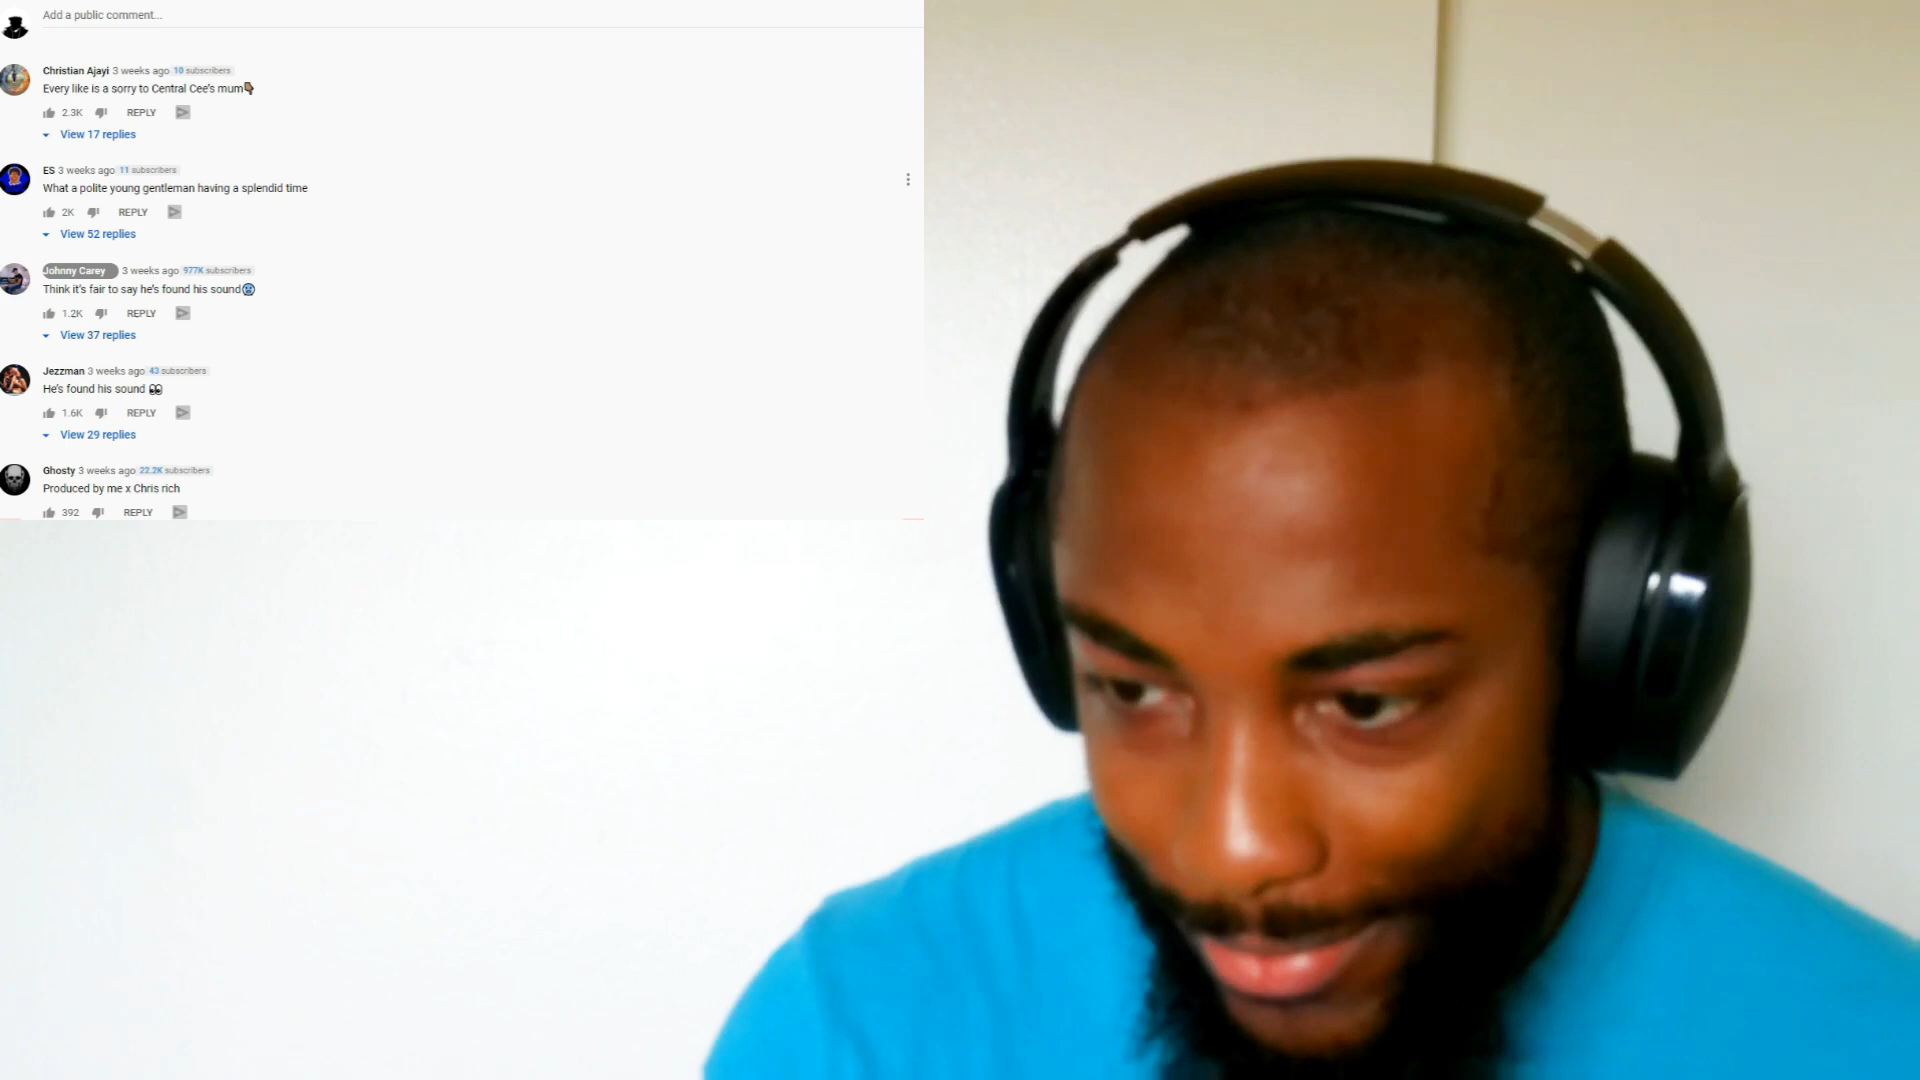 Add a public comment...
Christian Ajayi 3 weeks ago 10 subscribers
Every like is a sorry to Central Cee's mum👇🏾
2.3K REPLY
View 17 replies
ES 3 weeks ago 11 subscribers
What a polite young gentleman having a splendid time
2K REPLY
View 52 replies
Johnny Carey 3 weeks ago 977K subscribers
Think it's fair to say he's found his sound🥶
1.2K REPLY
View 37 replies
Jezzman 3 weeks ago 43 subscribers
He's found his sound 👀
1.6K REPLY
View 29 replies
Ghosty 3 weeks ago 22.2K subscribers
Produced by me x Chris rich
392 REPLY